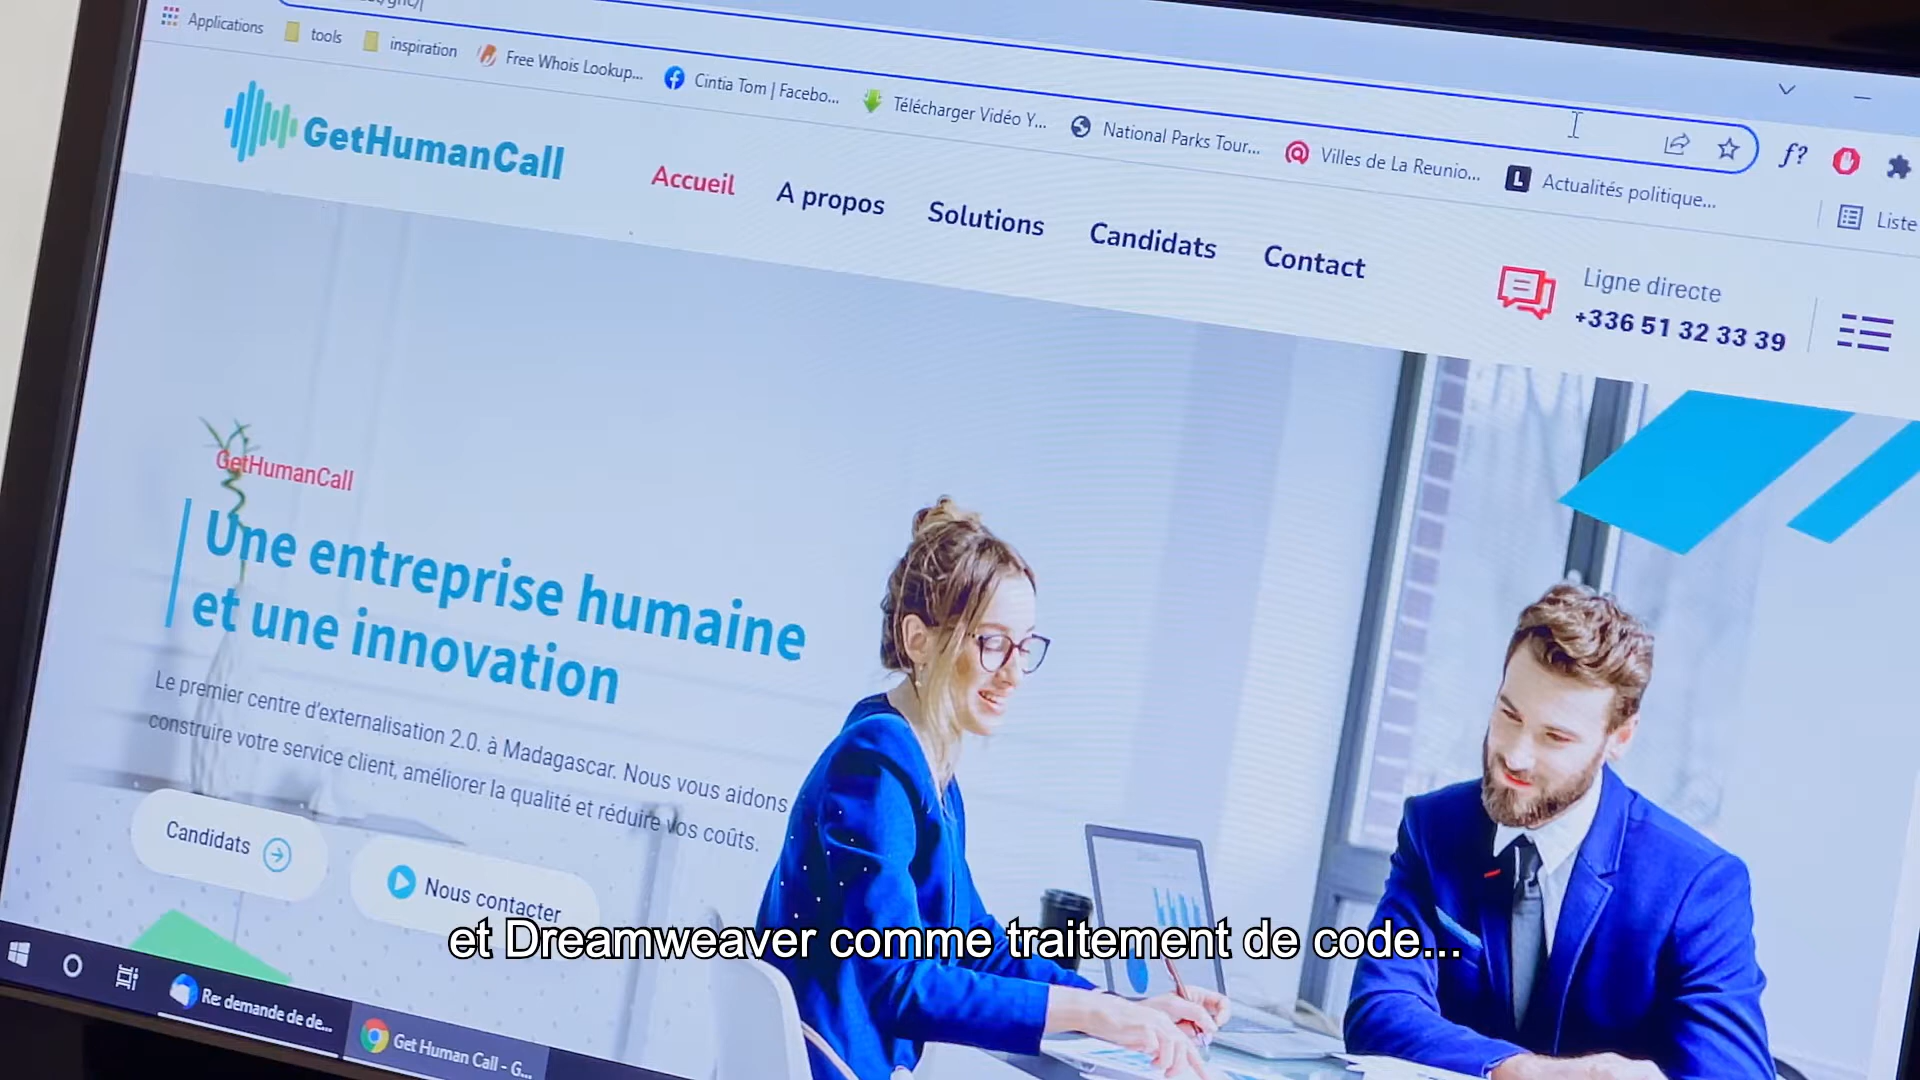 Applications
tools
inspiration
Free Whois Lookup...
Cintia Tom | Facebo...
Télécharger Vidéo Y...
National Parks Tour...
Villes de La Reunio...
Actualités politique...
Liste
f?
GetHumanCall
Accueil
A propos
Solutions
Candidats
Contact
Ligne directe
+336 51 32 33 39
GetHumanCall
Une entreprise humaine
et une innovation
Le premier centre d'externalisation 2.0. à Madagascar. Nous vous aidons
construire votre service client, améliorer la qualité et réduire vos coûts.
Candidats
Nous contacter
et Dreamweaver comme traitement de code...
Re: demande de de...
Get Human Call - G...